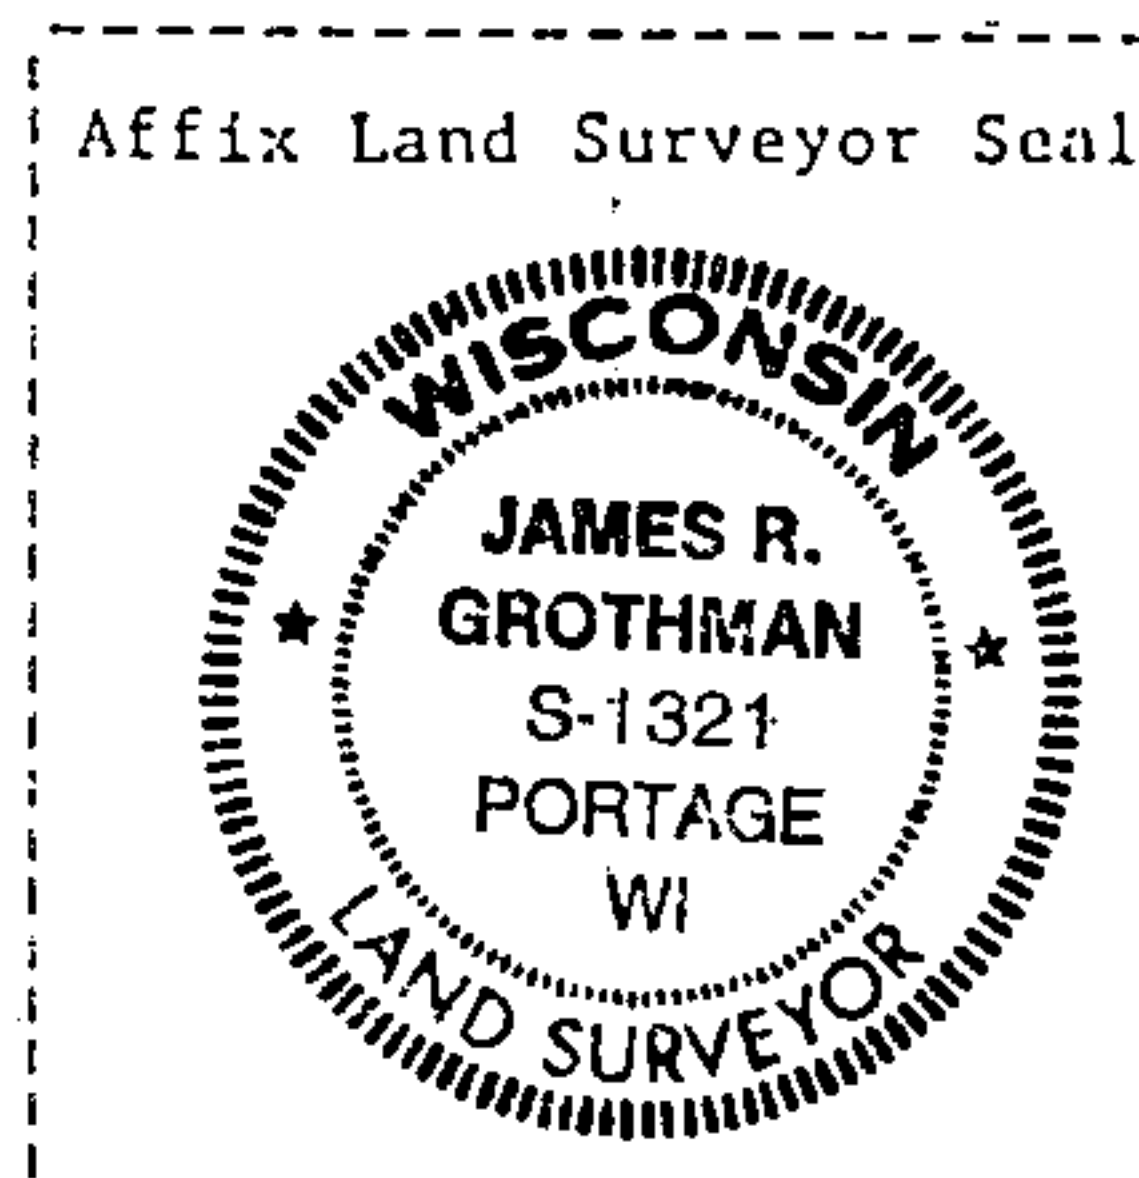 Affix Land Surveyor Seal
WISCONSIN
JAMES R.
GROTHMAN
S-1321
PORTAGE
WI
LAND SURVEYOR